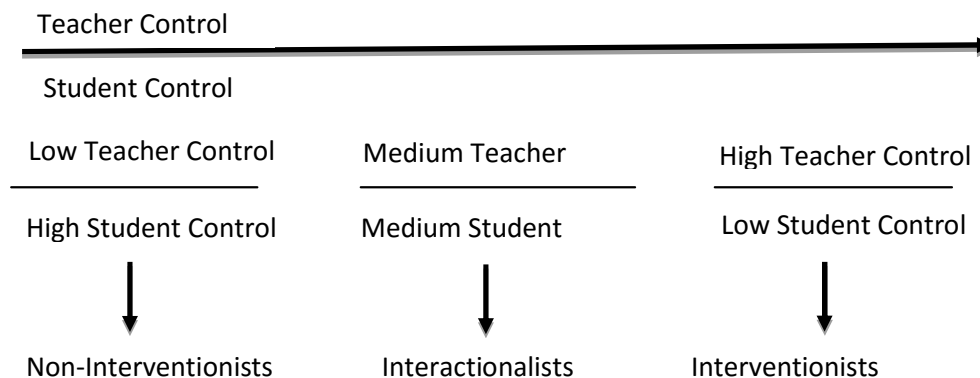 Teacher Control
Student Control
Low Teacher Control Medium Teacher High Teacher Control
High Student Control Medium Student Low Student Control
Non-Interventionists Interactionalists Interventionists